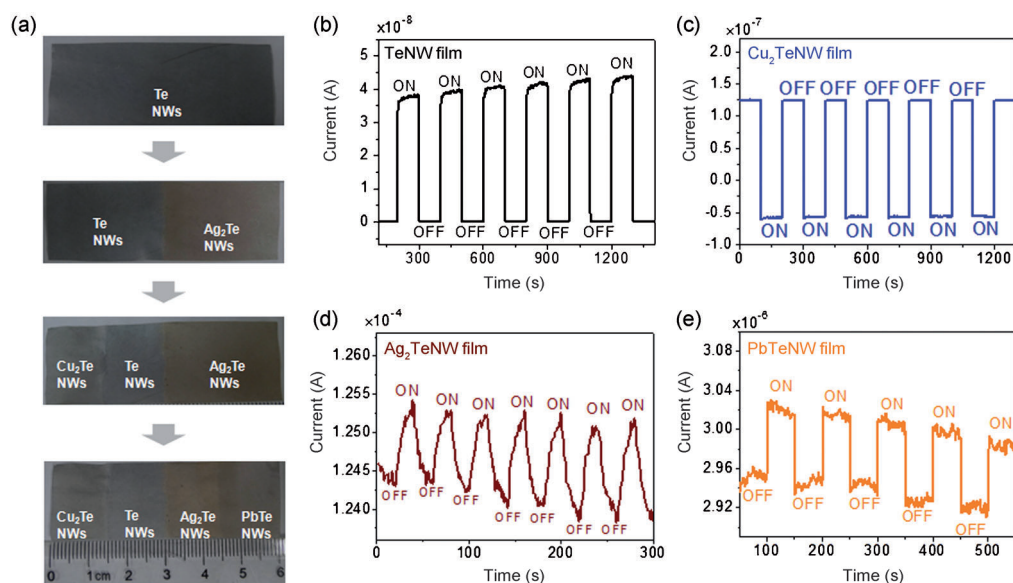 (a)
Te
NWs
Te
NWs
Ag₂Te
NWs
Cu₂Te
NWs
Te
NWs
Ag₂Te
NWs
Cu₂Te
NWs
Te
NWs
Ag₂Te
NWs
PbTe
NWs
0 1cm 2 3 4 5 6
(b)
×10⁻⁸
TeNW film
ON ON ON ON ON ON
OFF OFF OFF OFF OFF
Current (A)
5
4
3
2
1
0
300 600 900 1200
Time (s)
(c)
×10⁻⁷
Cu₂TeNW film
OFF OFF OFF OFF OFF
ON ON ON ON ON ON
Current (A)
2.0
1.5
1.0
0.5
0.0
-0.5
-1.0
0 300 600 900 1200
Time (s)
(d)
×10⁻⁴
Ag₂TeNW film
ON ON ON ON ON ON ON
OFF OFF OFF OFF OFF OFF
Current (A)
1.260
1.255
1.250
1.245
1.240
0 100 200 300
Time (s)
(e)
×10⁻⁶
PbTeNW film
ON ON ON ON ON
OFF OFF OFF OFF OFF
Current (A)
3.08
3.04
3.00
2.96
2.92
100 200 300 400 500
Time (s)